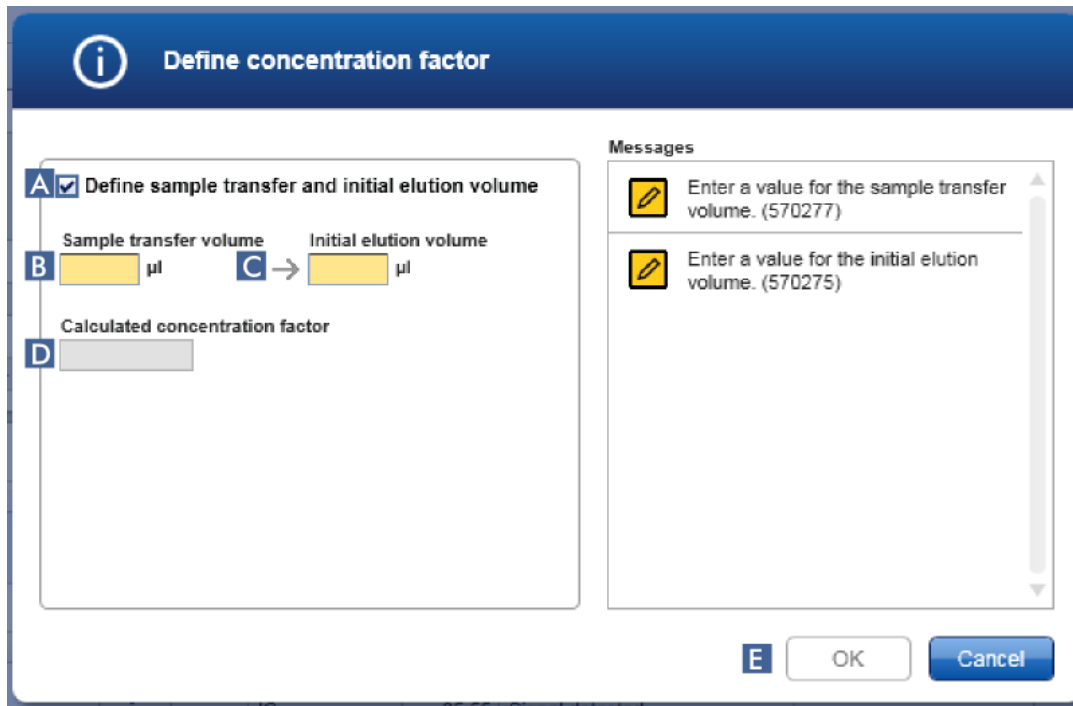 Define concentration factor
Messages
A Define sample transfer and initial elution volume
Enter a value for the sample transfer
volume. (570277)
Sample transfer volume Initial elution volume
B µl C → µl
Enter a value for the initial elution
volume. (570275)
Calculated concentration factor
D
E OK Cancel